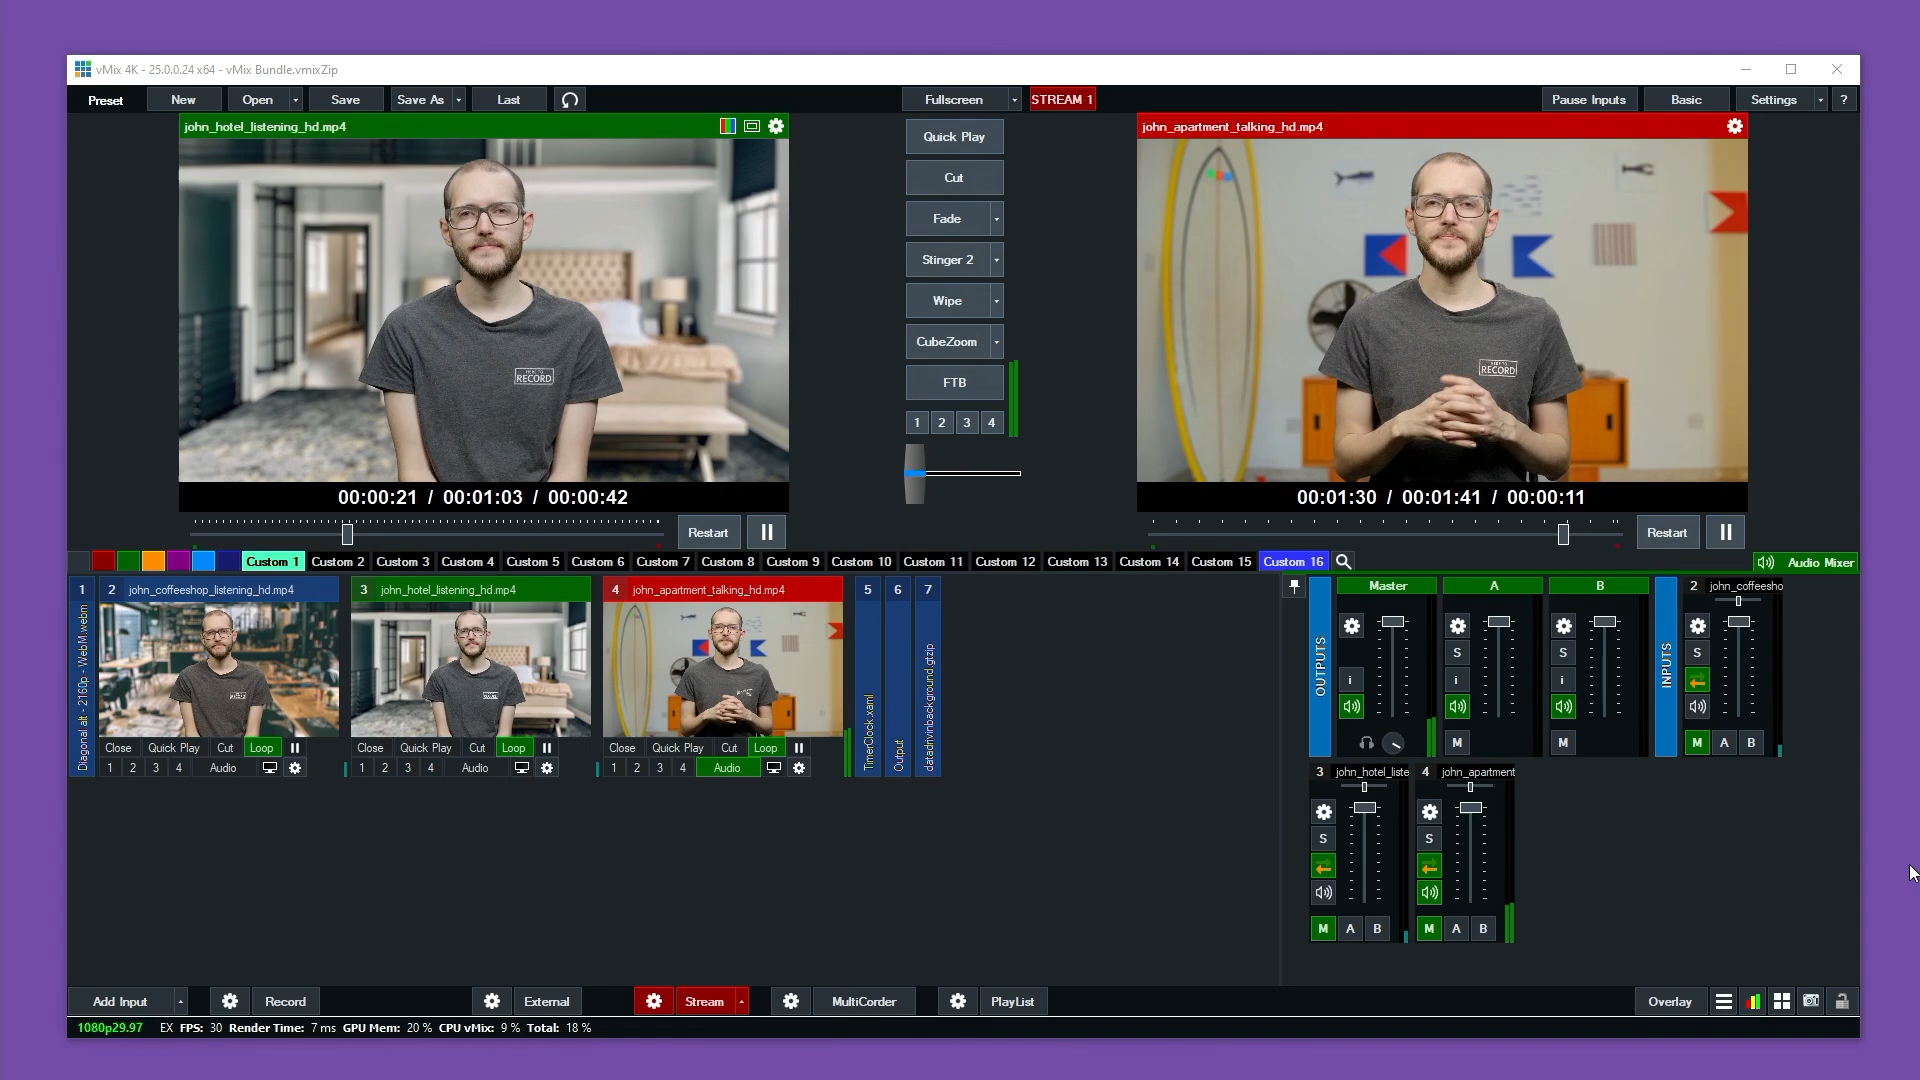 vMix 4K - 25.0.0.24 x64 - vMix Bundle.vmixZip
Preset New Open Save Save As Last Fullscreen STREAM 1 Pause Inputs Basic Settings ?
john_hotel_listening_hd.mp4
Quick Play
Cut
Fade
Stinger 2
Wipe
CubeZoom
FTB
1 2 3 4
john_apartment_talking_hd.mp4
RECORD
HERE TO
RECORD
00:00:21 / 00:01:03 / 00:00:42
00:01:30 / 00:01:41 / 00:00:11
Restart
Restart
Custom 1 Custom 2 Custom 3 Custom 4 Custom 5 Custom 6 Custom 7 Custom 8 Custom 9 Custom 10 Custom 11 Custom 12 Custom 13 Custom 14 Custom 15 Custom 16 Audio Mixer
1 Diagonal alt - 2160p - WebM.webm
2 john_coffeeshop_listening_hd.mp4
Close Quick Play Cut Loop
1 2 3 4 Audio
3 john_hotel_listening_hd.mp4
Close Quick Play Cut Loop
1 2 3 4 Audio
4 john_apartment_talking_hd.mp4
Close Quick Play Cut Loop
1 2 3 4 Audio
5 TimerClock.xaml
6 Output
7 datadrivinbackground.gtzip
OUTPUTS
Master
i
A
S
i
M
B
S
i
M
INPUTS
2 john_coffeesho
S
M A B
3 john_hotel_liste
S
M A B
4 john_apartment
S
M A B
Add Input Record External Stream MultiCorder PlayList Overlay
1080p29.97 EX FPS: 30 Render Time: 7 ms GPU Mem: 20 % CPU vMix: 9 % Total: 18 %